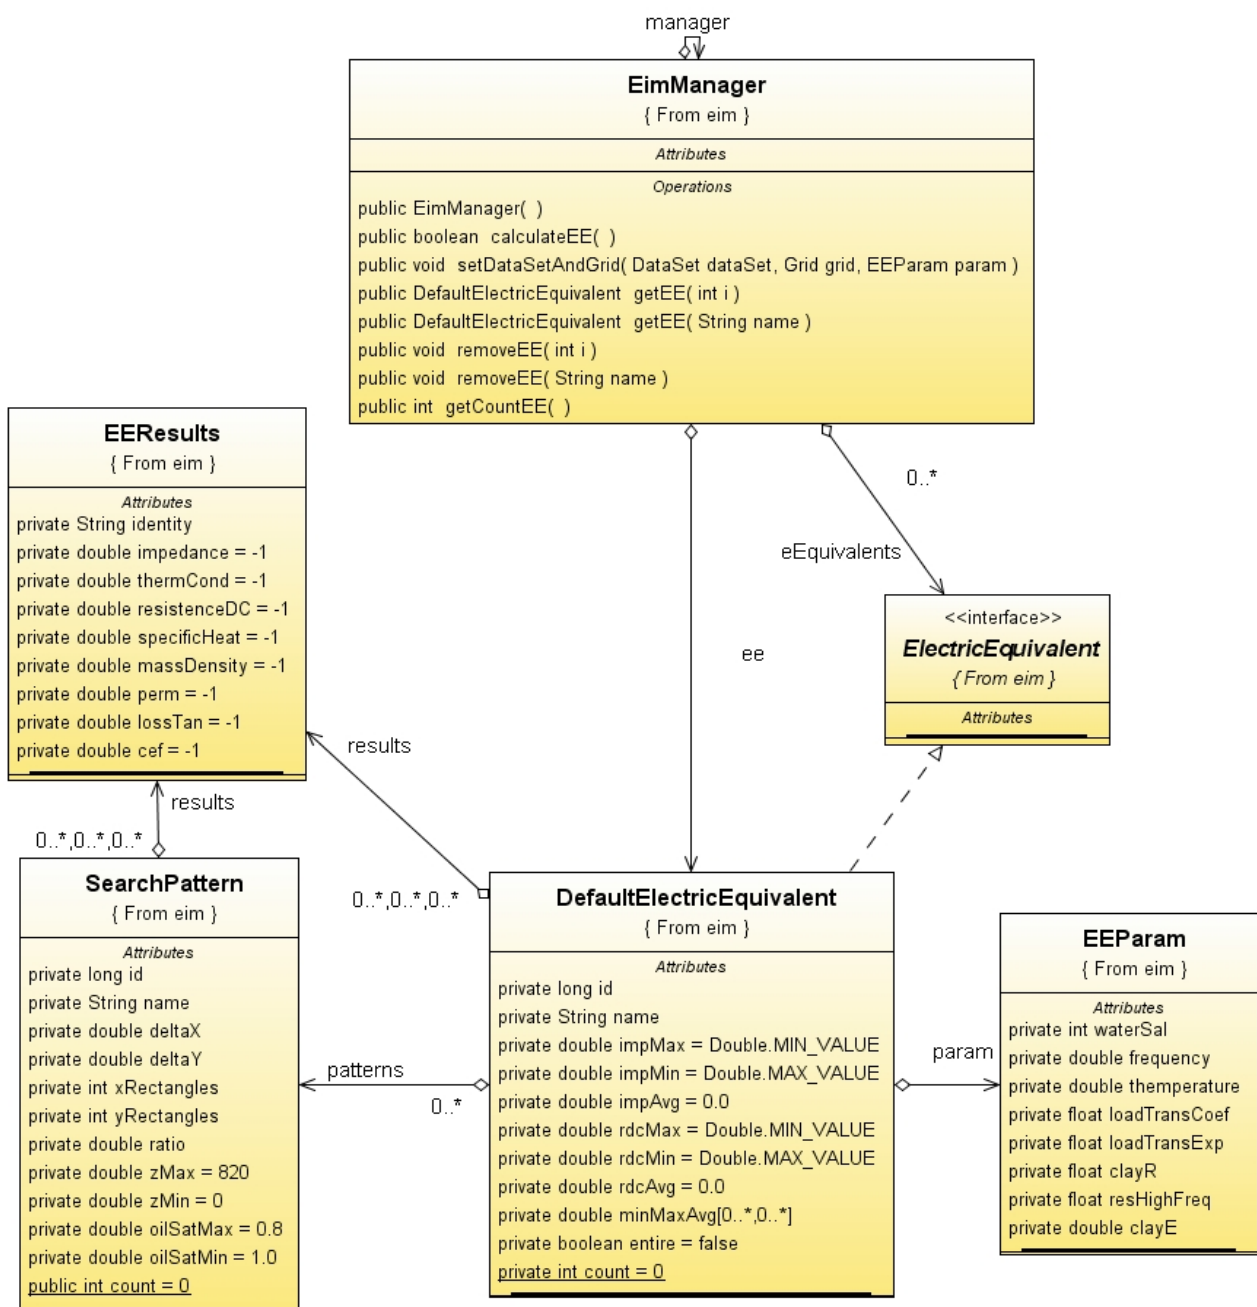 manager
EimManager
{ From eim }
Attributes
Operations
public EimManager( )
public boolean calculateEE( )
public void setDataSetAndGrid( DataSet dataSet, Grid grid, EEParam param )
public DefaultElectricEquivalent getEE( int i )
public DefaultElectricEquivalent getEE( String name )
public void removeEE( int i )
public void removeEE( String name )
public int getCountEE( )
EEResults
{ From eim }
Attributes
private String identity
private double impedance = -1
private double thermCond = -1
private double resistenceDC = -1
private double specificHeat = -1
private double massDensity = -1
private double perm = -1
private double lossTan = -1
private double cef = -1
0..*
eEquivalents
ee
<<interface>>
ElectricEquivalent
{ From eim }
Attributes
results
results
0..*,0..*,0..*
0..*,0..*,0..*
SearchPattern
{ From eim }
Attributes
private long id
private String name
private double deltaX
private double deltaY
private int xRectangles
private int yRectangles
private double ratio
private double zMax = 820
private double zMin = 0
private double oilSatMax = 0.8
private double oilSatMin = 1.0
public int count = 0
patterns
0..*
DefaultElectricEquivalent
{ From eim }
Attributes
private long id
private String name
private double impMax = Double.MIN_VALUE
private double impMin = Double.MAX_VALUE
private double impAvg = 0.0
private double rdcMax = Double.MIN_VALUE
private double rdcMin = Double.MAX_VALUE
private double rdcAvg = 0.0
private double minMaxAvg[0..*,0..*]
private boolean entire = false
private int count = 0
param
EEParam
{ From eim }
Attributes
private int waterSal
private double frequency
private double themperature
private float loadTransCoef
private float loadTransExp
private float clayR
private float resHighFreq
private double clayE